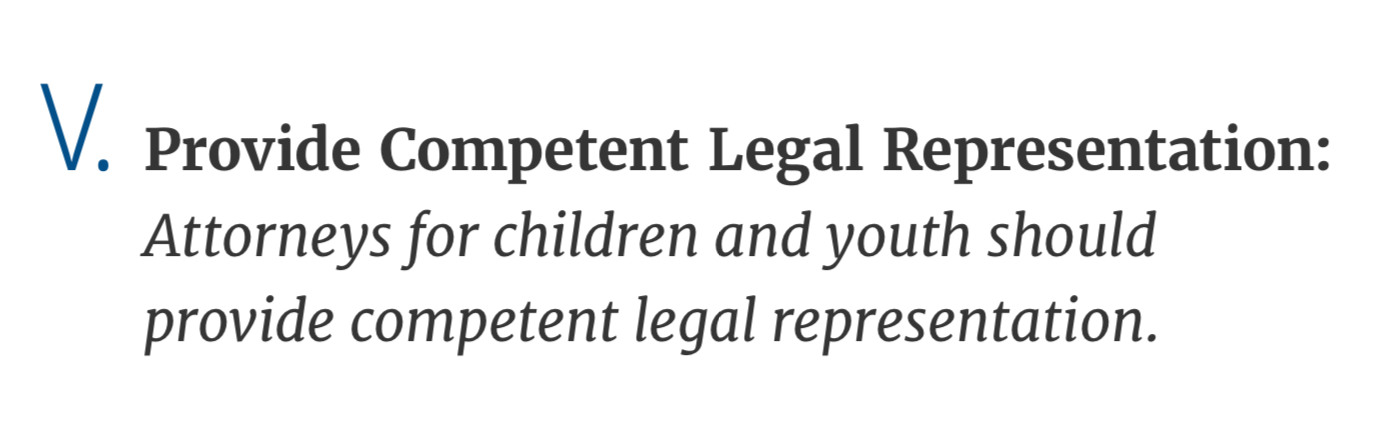 V. Provide Competent Legal Representation:
Attorneys for children and youth should
provide competent legal representation.